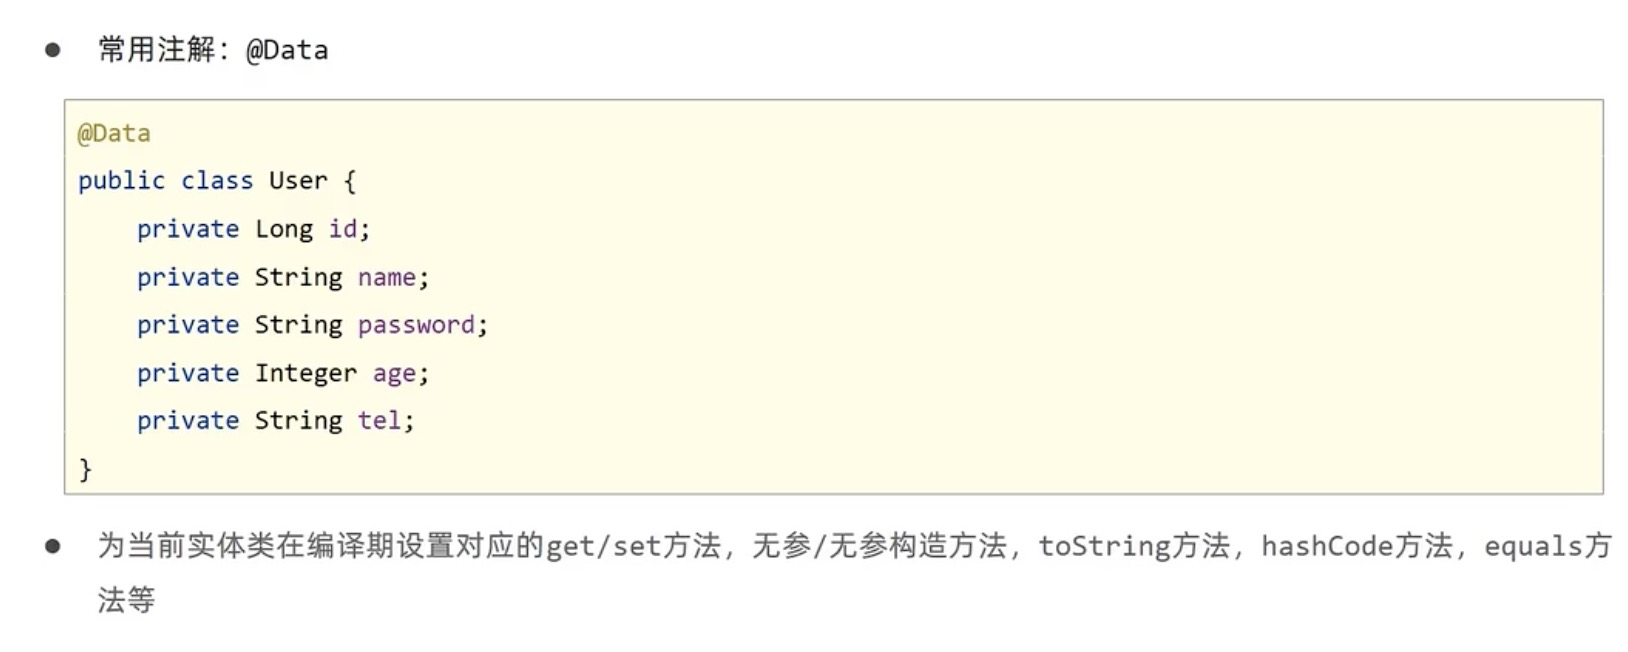 ● 常用注解：@Data
@Data
public class User {
    private Long id;
    private String name;
    private String password;
    private Integer age;
    private String tel;
}
● 为当前实体类在编译期设置对应的get/set方法，无参/无参构造方法，toString方法，hashCode方法，equals方
法等